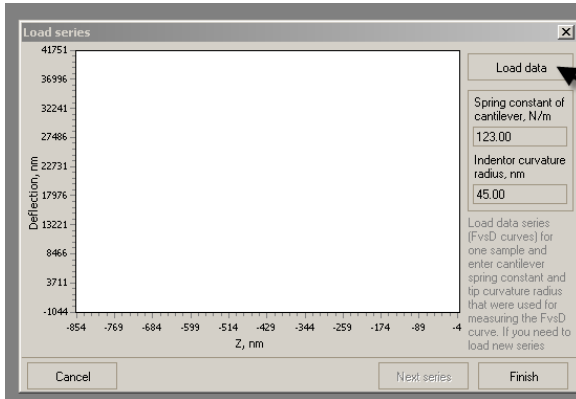 Load series
41751
36996
32241
27486
22731
17976
13221
8466
3711
-1044
Deflection, nm
-854 -769 -684 -599 -514 -429 -344 -259 -174 -89 -4
Z, nm
Load data
Spring constant of
cantilever, N/m
123.00
Indentor curvature
radius, nm
45.00
Load data series
(FvsD curves) for
one sample and
enter cantilever
spring constant and
tip curvature radius
that were used for
measuring the FvsD
curve. If you need to
load new series
Cancel
Next series
Finish